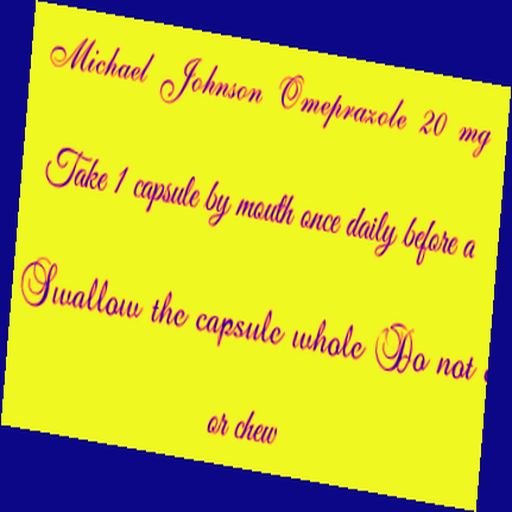 Michael Johnson Omeprazole 20 mg
Take 1 capsule by mouth once daily before a
Swallow the capsule whole Do not
or chew